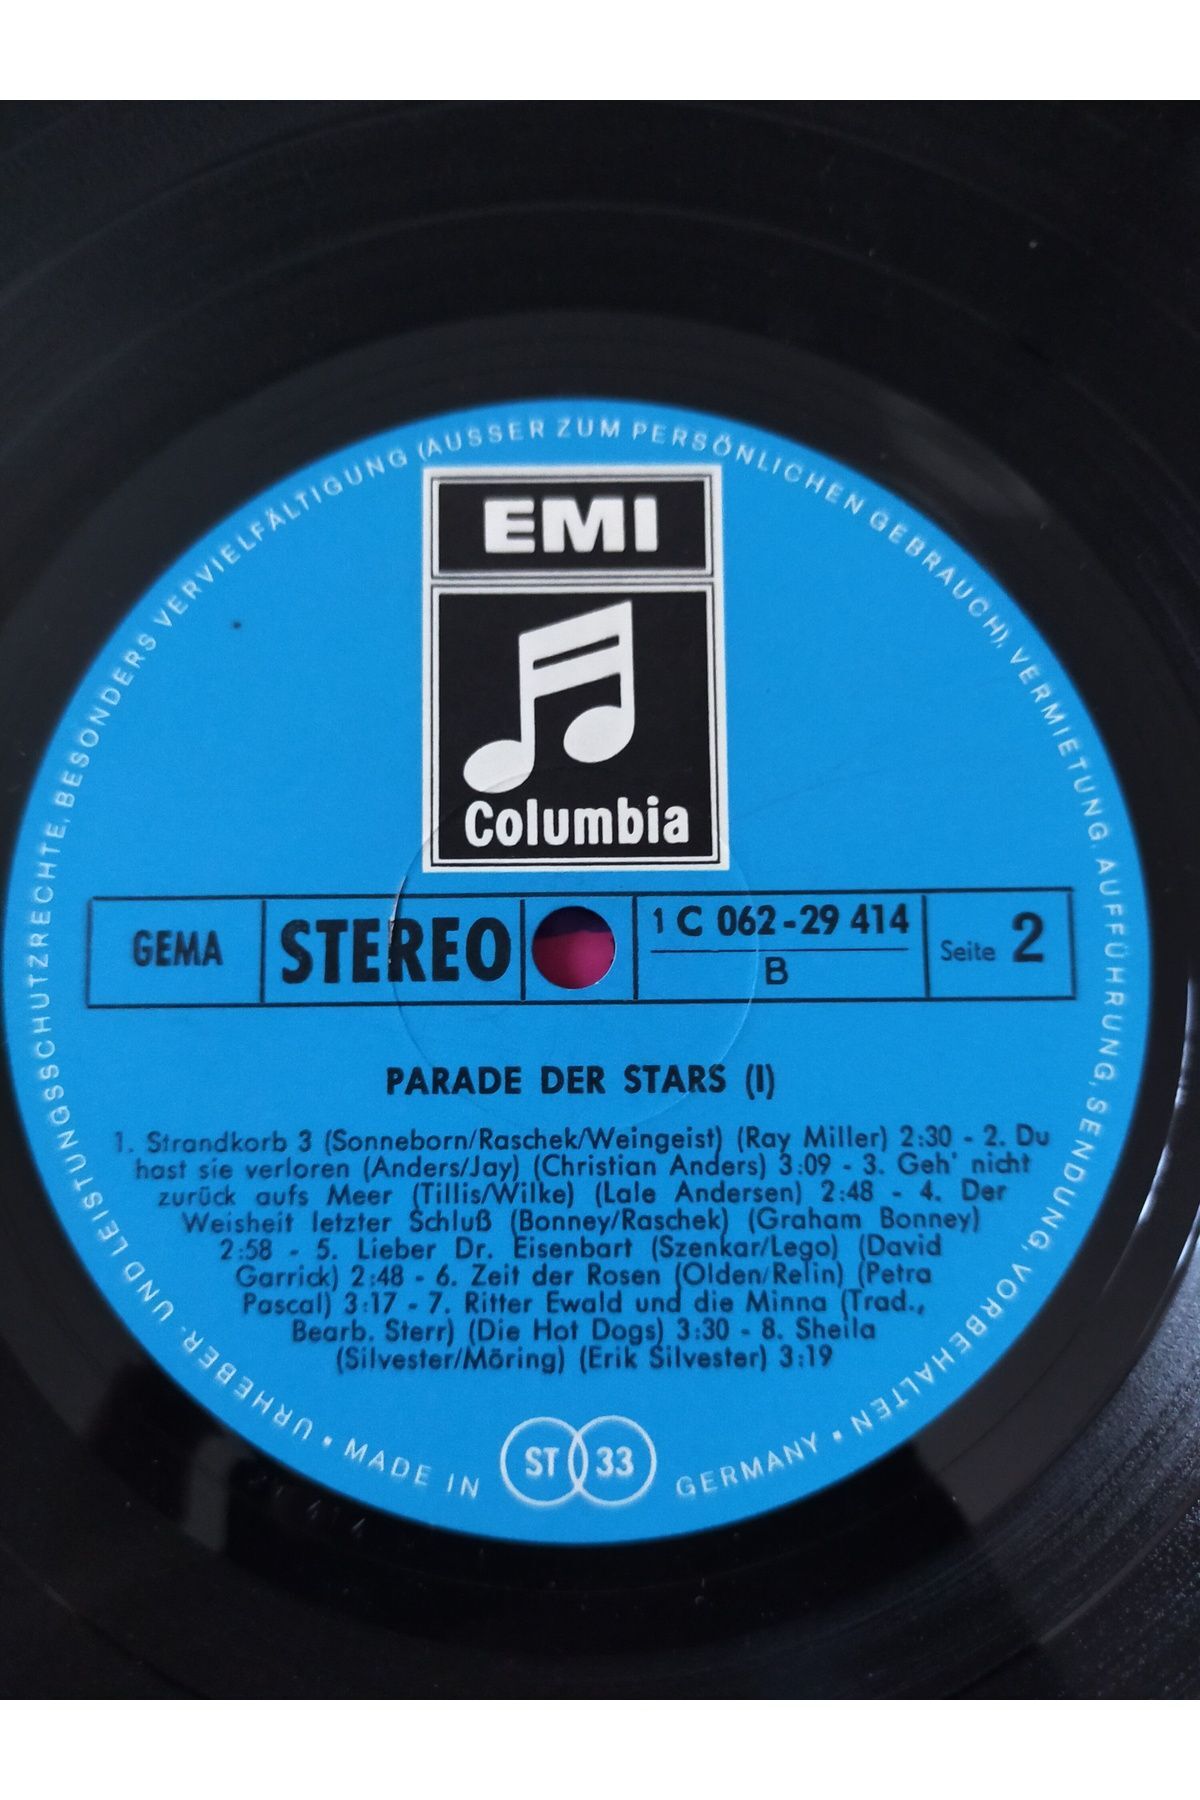 URHEBER- UND LEISTUNGSSCHUTZRECHTE, BESONDERS VERVIELFÄLTIGUNG (AUSSER ZUM PERSÖNLICHEN GEBRAUCH), VERMIETUNG, AUFFÜHRUNG, SENDUNG, VORBEHALTEN
EMI
Columbia
GEMA STEREO 1 C 062-29 414 Seite 2
B
PARADE DER STARS (I)
1. Strandkorb 3 (Sonneborn/Raschek/Weingeist) (Ray Miller) 2:30 - 2. Du
hast sie verloren (Anders/Jay) (Christian Anders) 3:09 - 3. Geh' nicht
zurück aufs Meer (Tillis/Wilke) (Lale Andersen) 2:48 - 4. Der
Weisheit letzter Schluß (Bonney/Raschek) (Graham Bonney)
2:58 - 5. Lieber Dr. Eisenbart (Szenkar/Lego) (David
Garrick) 2:48 - 6. Zeit der Rosen (Olden/Relin) (Petra
Pascal) 3:17 - 7. Ritter Ewald und die Minna (Trad.,
Bearb. Sterr) (Die Hot Dogs) 3:30 - 8. Sheila
(Silvester/Möring) (Erik Silvester) 3:19
• MADE IN ST 33 GERMANY •